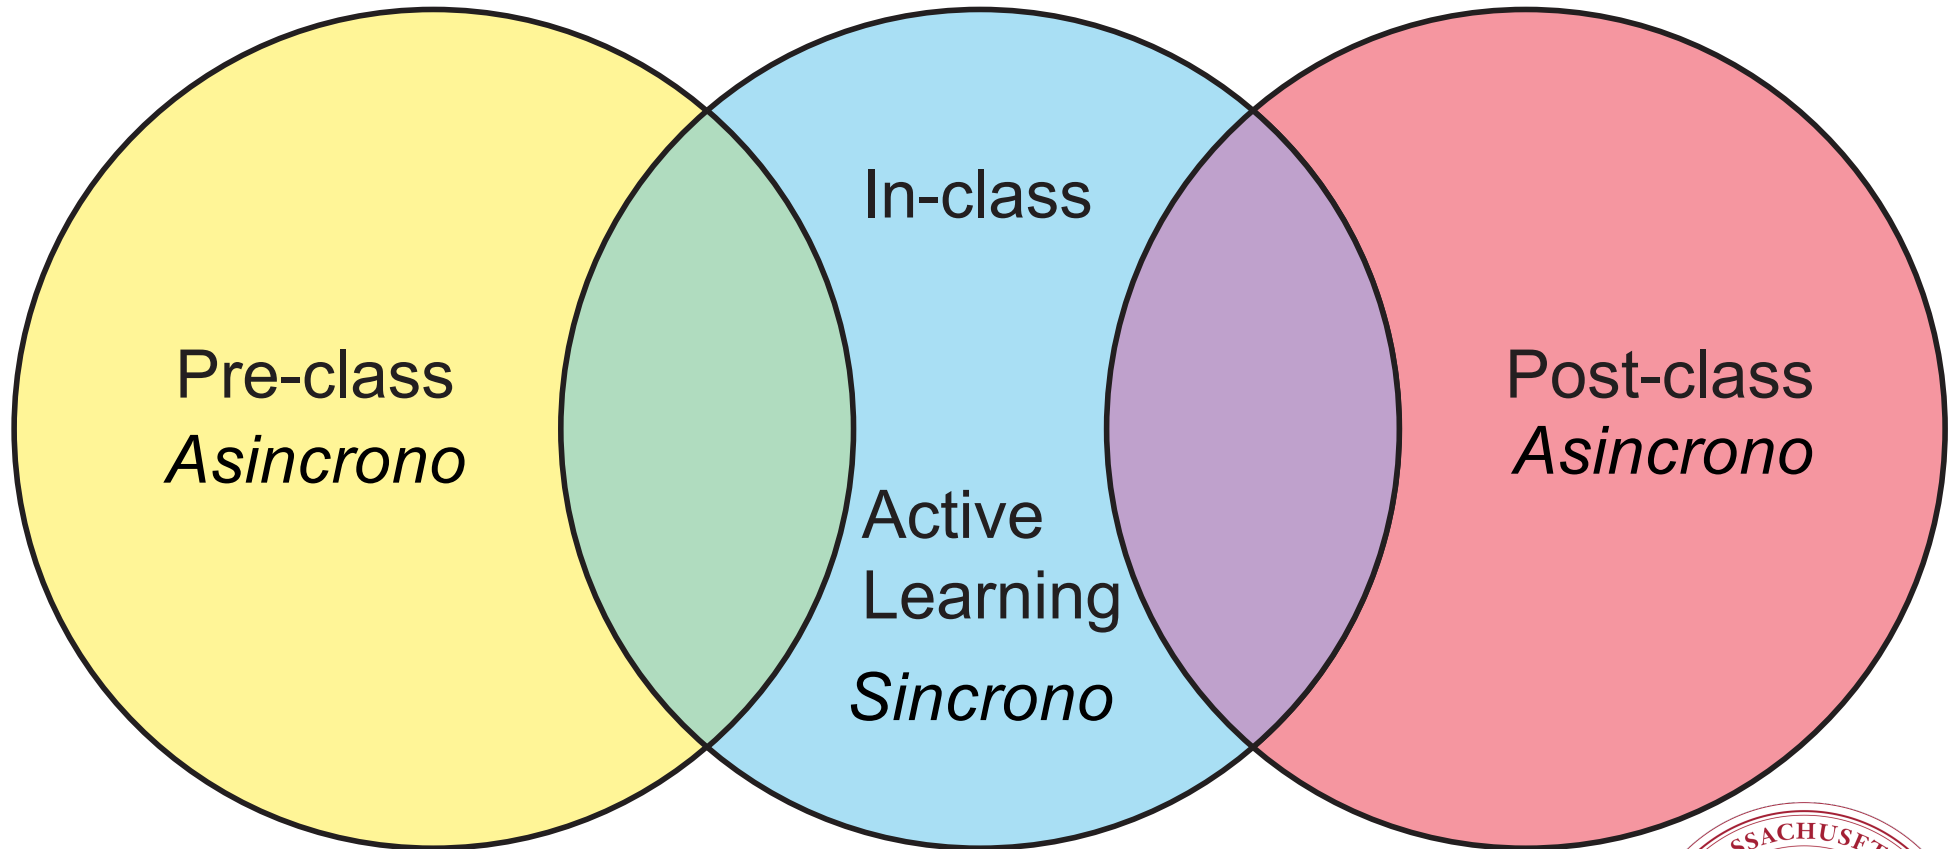 In-class
Pre-class
Asincrono
Post-class
Asincrono
Active
Learning
Sincrono